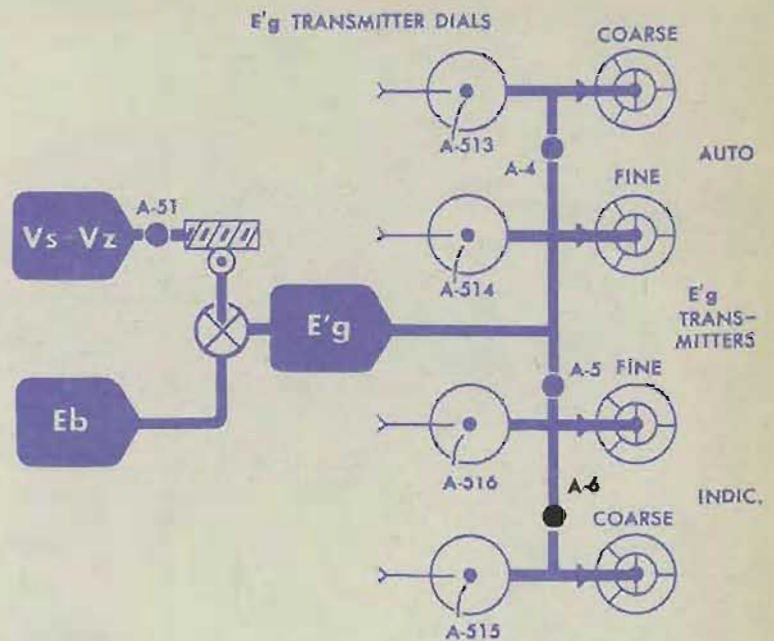 E'g TRANSMITTER DIALS
COARSE
A-513
A-4
AUTO
FINE
A-51
Vs-Vz
A-514
E'g
TRANS-
MITTERS
E'g
A-5
FINE
Eb
A-516
A-6
INDIC.
COARSE
A-515